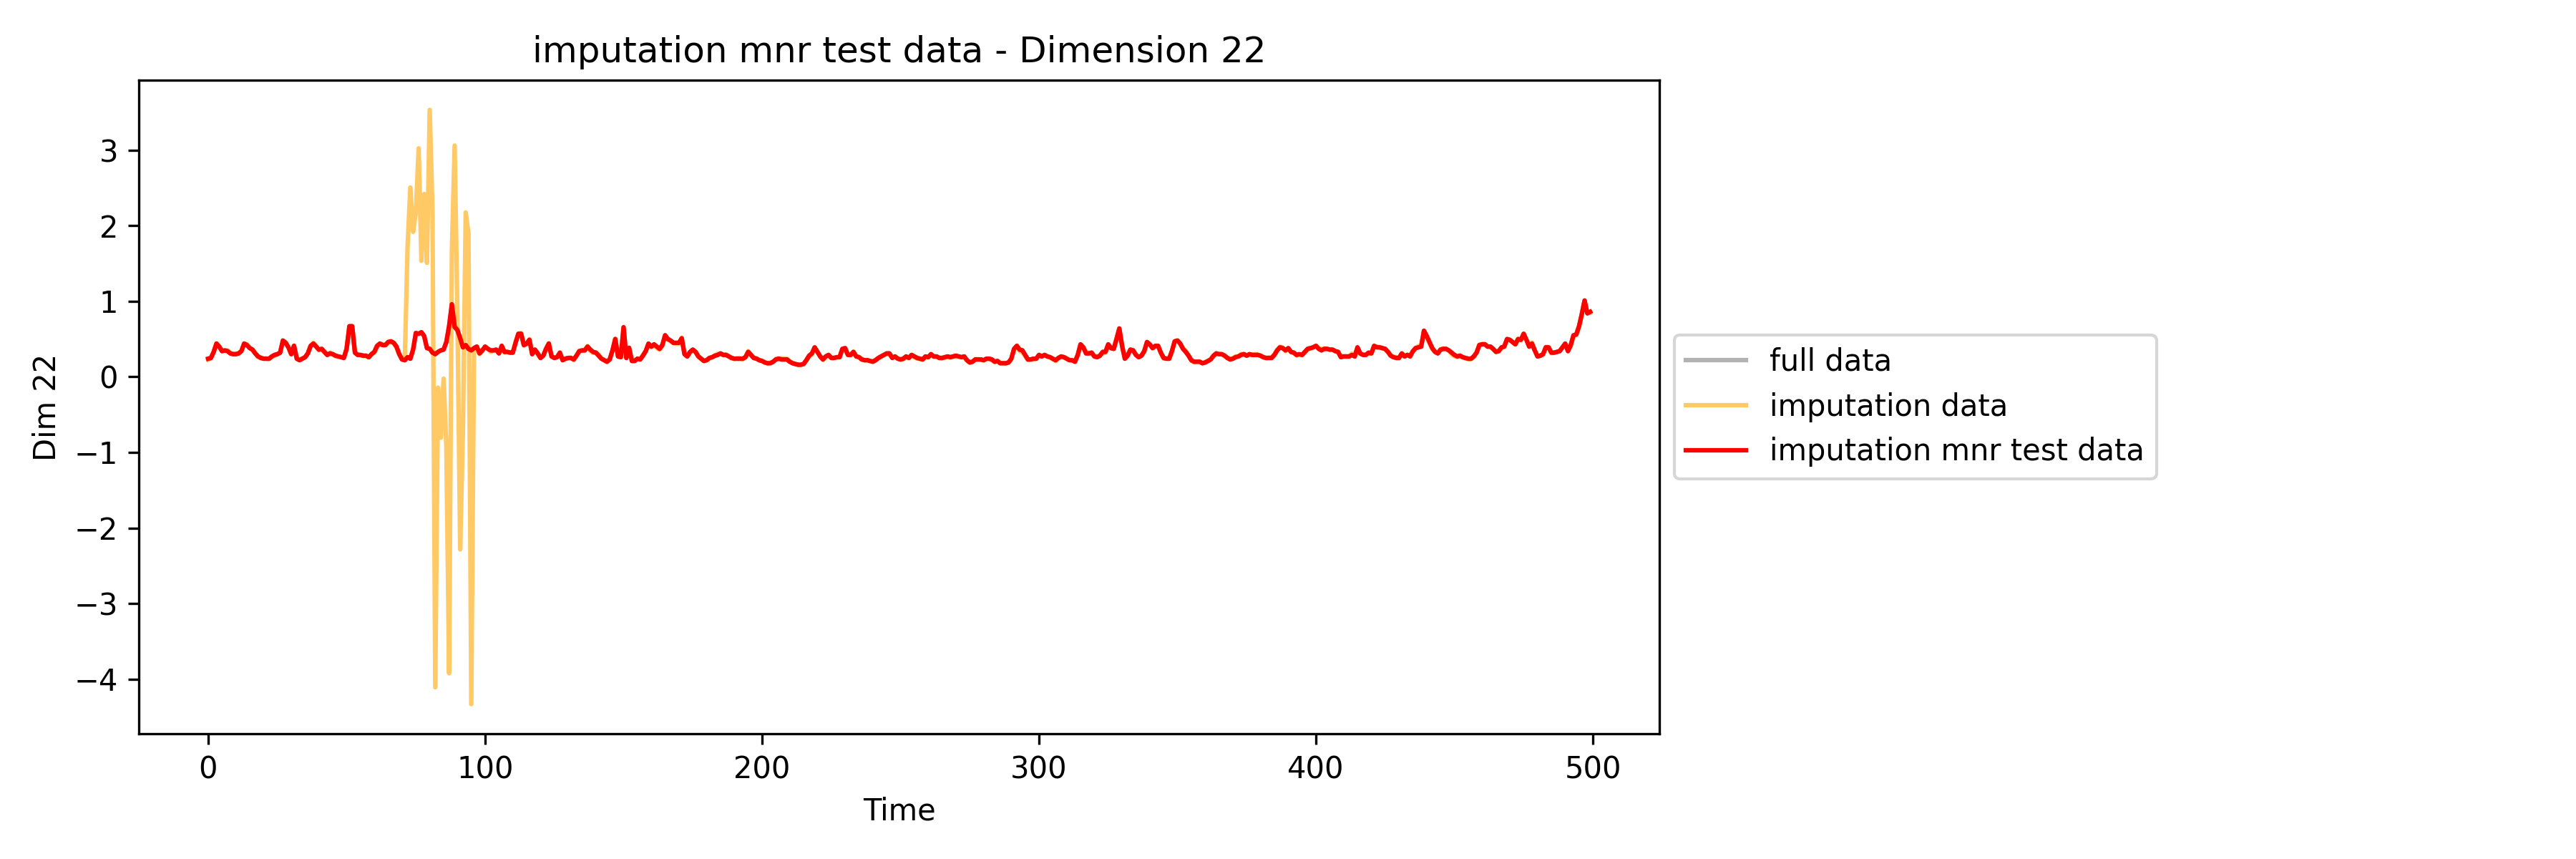 imputation mnr test data - Dimension 22
3
2
1
0
−1
−2
−3
−4
Dim 22
0 100 200 300 400 500
Time
full data
imputation data
imputation mnr test data